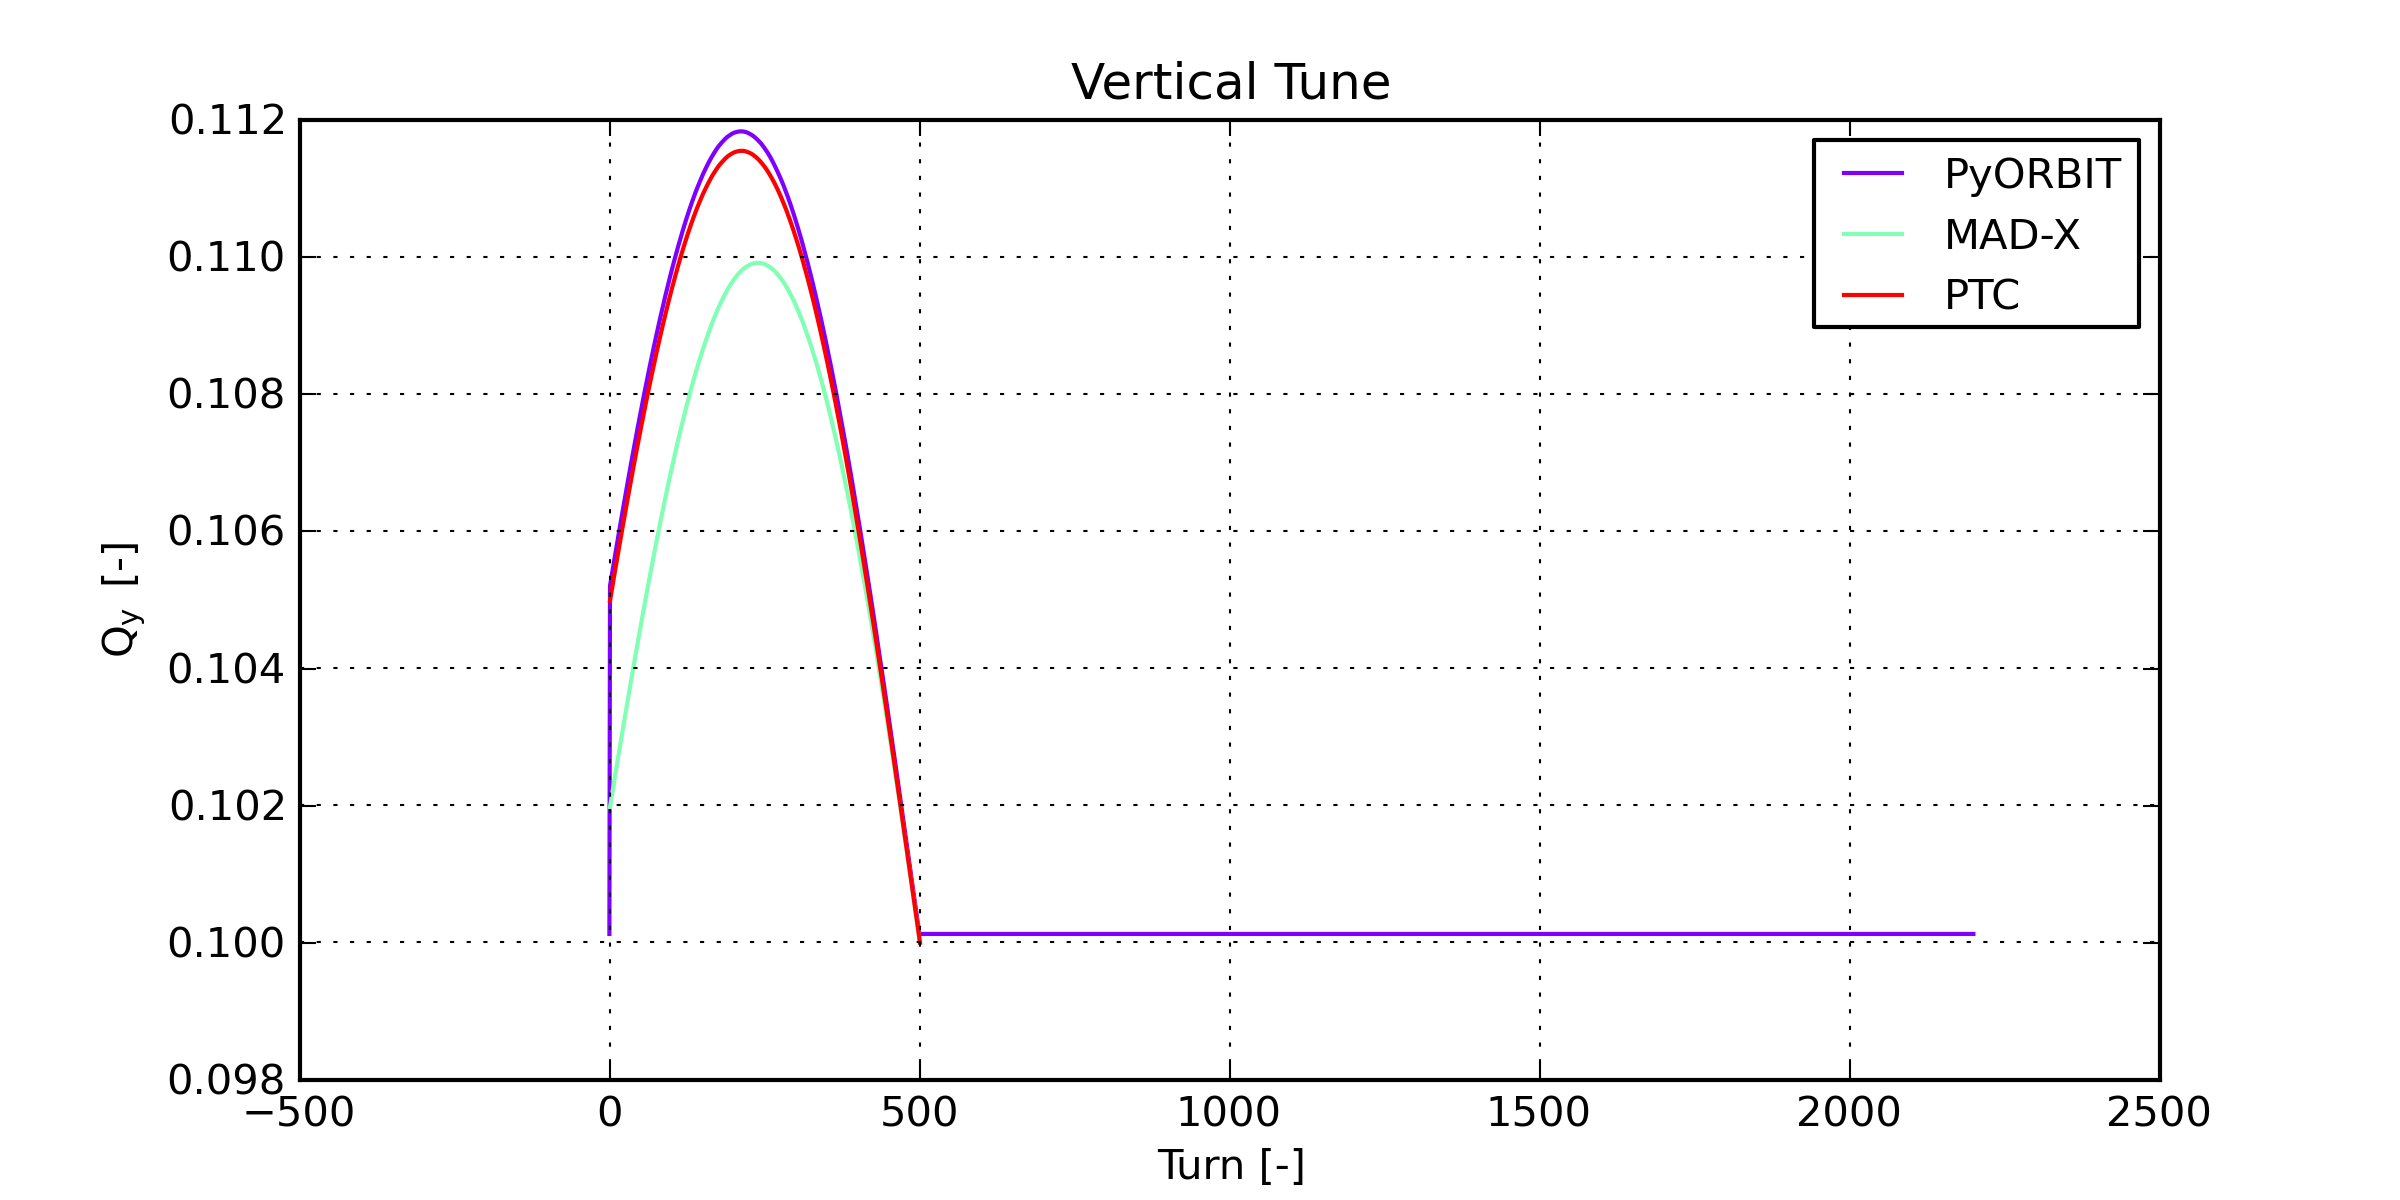 Vertical Tune
0.112
0.110
0.108
0.106
0.104
0.102
0.100
0.098
Qy [-]
PyORBIT
MAD-X
PTC
−500 0 500 1000 1500 2000 2500
Turn [-]